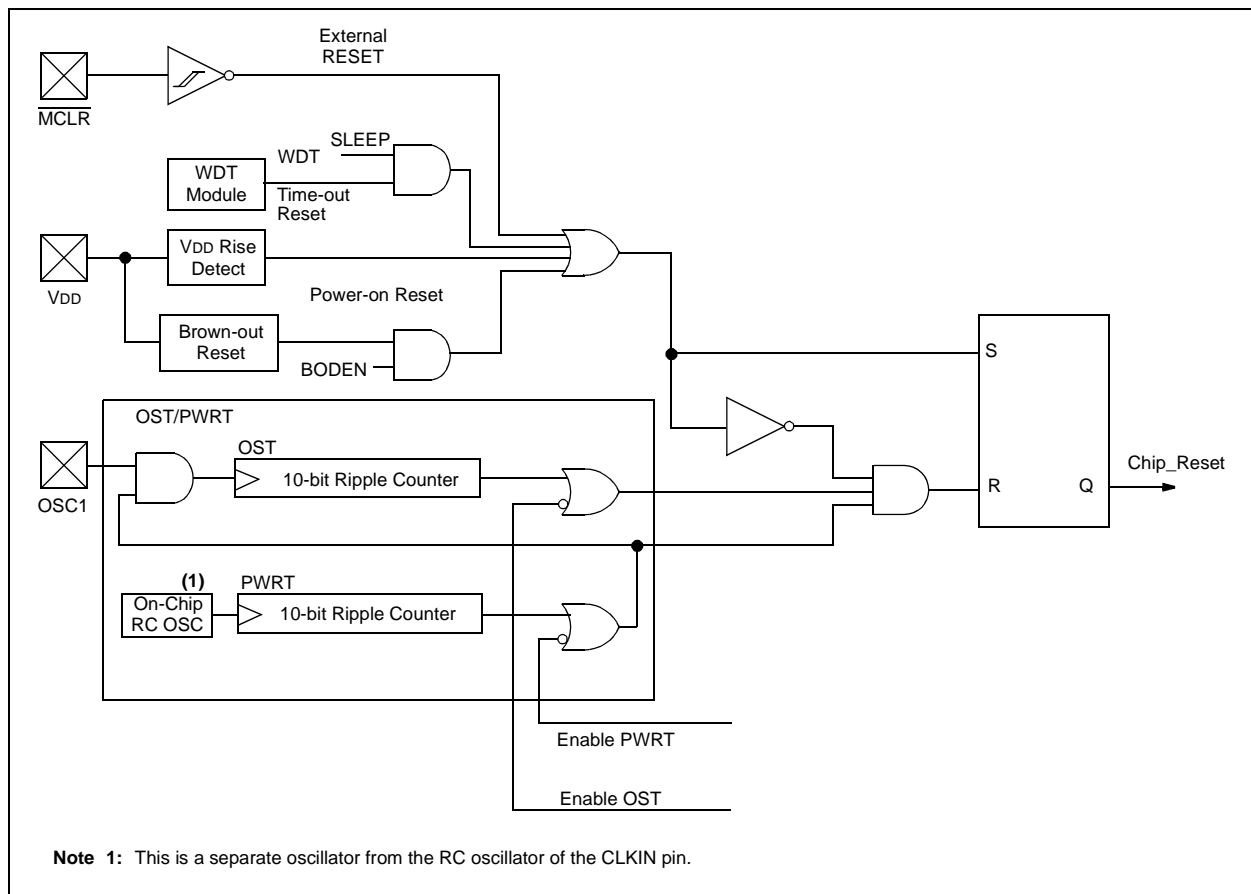 External
RESET
MCLR
SLEEP
WDT
WDT
Module
Time-out
Reset
VDD Rise
Detect
VDD
Power-on Reset
Brown-out
Reset
BODEN
S
OST/PWRT
OST
10-bit Ripple Counter
OSC1
Chip_Reset
R
Q
(1)
PWRT
On-Chip
RC OSC
10-bit Ripple Counter
Enable PWRT
Enable OST
Note 1: This is a separate oscillator from the RC oscillator of the CLKIN pin.